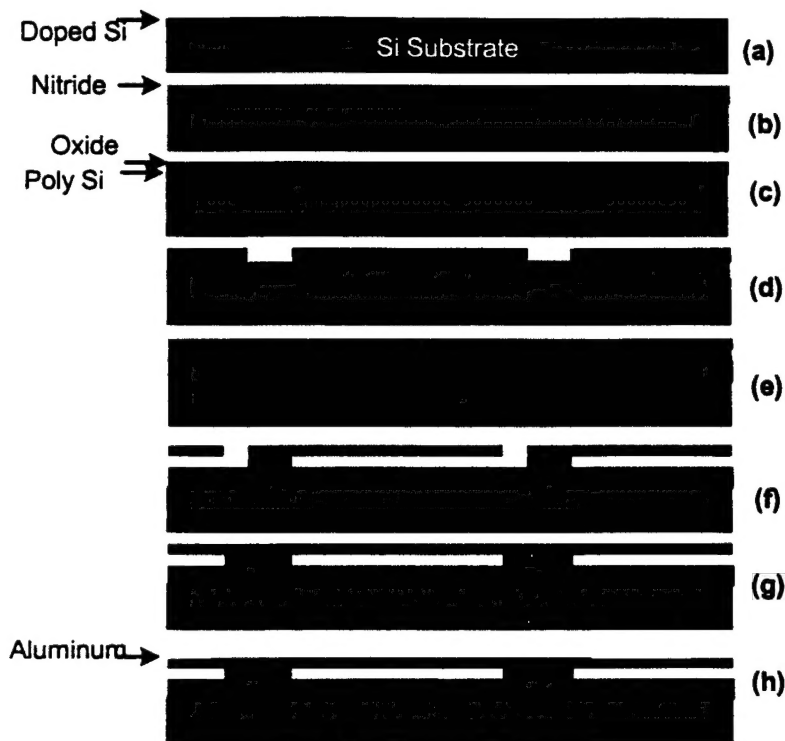 Doped Si
Si Substrate
(a)
Nitride
(b)
Oxide
Poly Si
(c)
(d)
(e)
(f)
(g)
Aluminum
(h)